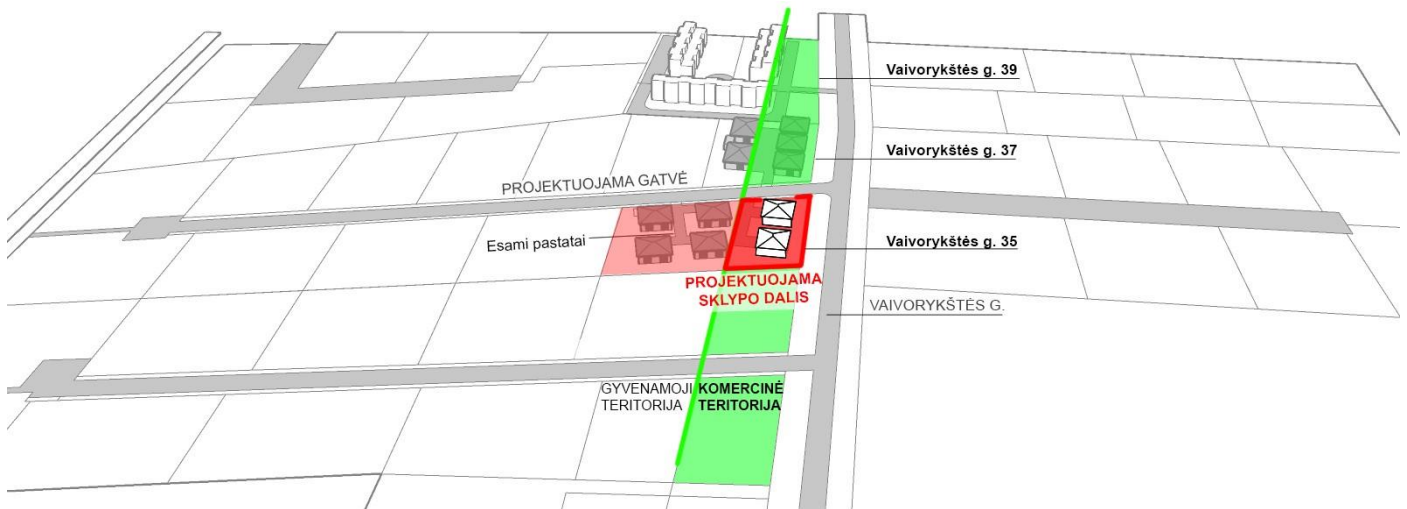 Vaivorykštės g. 39
Vaivorykštės g. 37
PROJEKTUOJAMA GATVĖ
Esami pastatai
Vaivorykštės g. 35
PROJEKTUOJAMA
SKLYPO DALIS
VAIVORYKŠTĖS G.
GYVENAMOJI
TERITORIJA
KOMERCINĖ
TERITORIJA